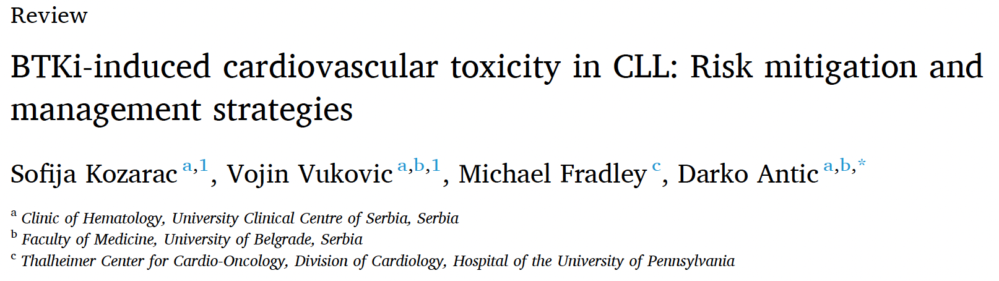 Review
BTKi-induced cardiovascular toxicity in CLL: Risk mitigation and
management strategies
Sofija Kozarac a,1, Vojin Vukovic a,b,1, Michael Fradley c, Darko Antic a,b,*
a Clinic of Hematology, University Clinical Centre of Serbia, Serbia
b Faculty of Medicine, University of Belgrade, Serbia
c Thalheimer Center for Cardio-Oncology, Division of Cardiology, Hospital of the University of Pennsylvania